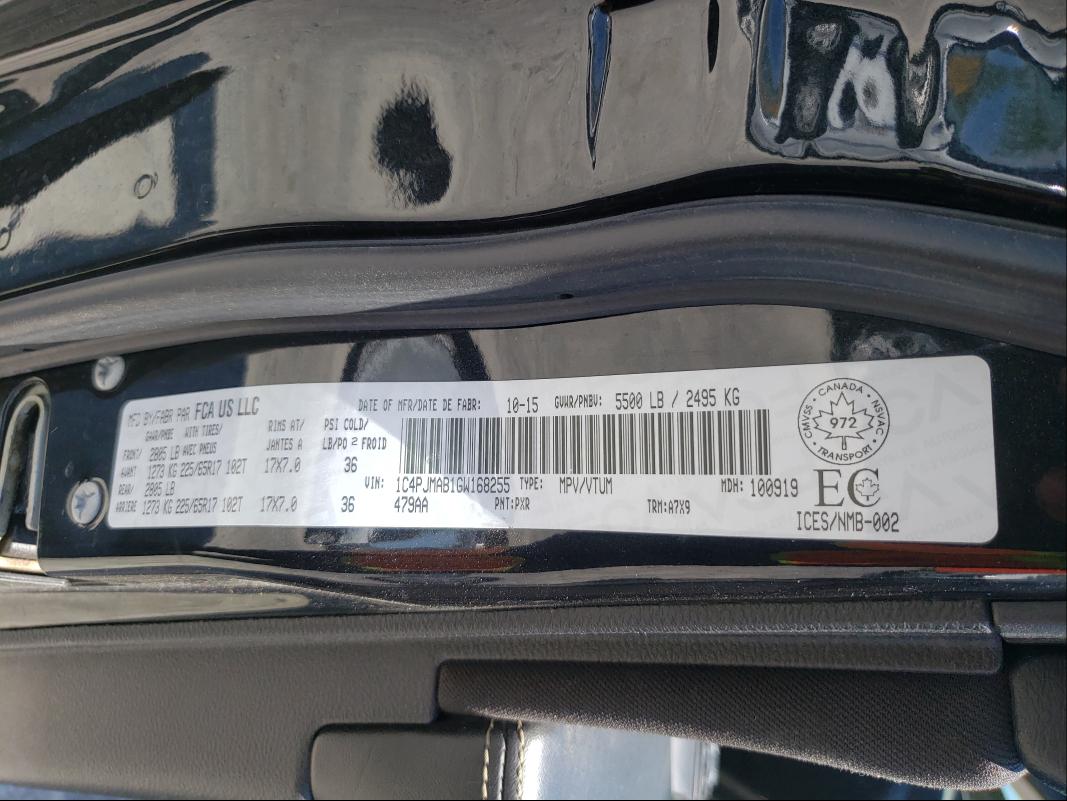 MFD BY/FABR PAR FCA US LLC
DATE OF MFR/DATE DE FABR: 10-15 GVWR/PNBV: 5500 LB / 2495 KG
GAWR/PNBE WITH TIRES/ RIMS AT/ PSI COLD/
FRONT/ 2805 LB AVEC PNEUS JANTES A LB/PO 2 FROID
AVANT 1273 KG 225/65R17 102T 17X7.0 36
REAR/ 2805 LB
VIN: 1C4PJMAB1GW168255 TYPE: MPV/VTUM MDH: 100919
ARRIERE 1273 KG 225/65R17 102T 17X7.0 36 479AA PNT:PXR TRM:A7X9
CMVSS • CANADA • NSVAC
972
• TRANSPORT •
EC
ICES/NMB-002